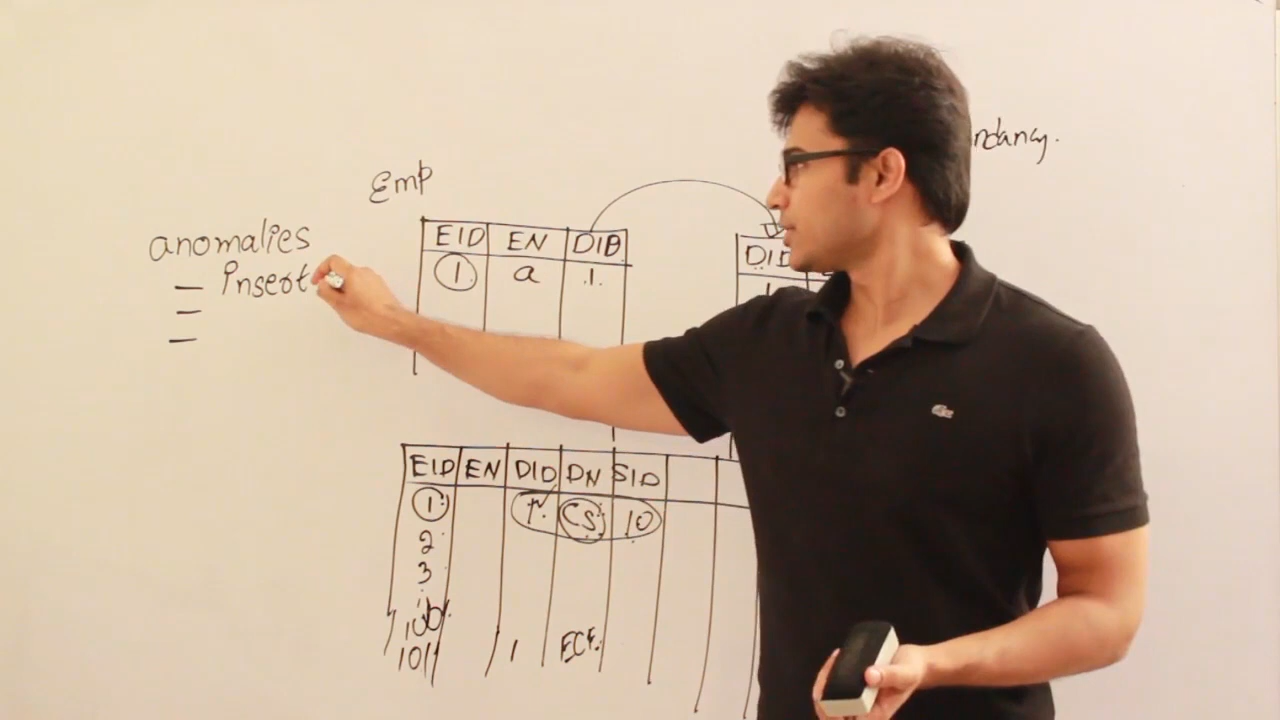 ndancy.
Emp
anomalies
EID EN DID
DID
– insert
1 a 1
–
–
EID EN DID DN SID
1 1 CS 10
2
3
100
101 1 ECE